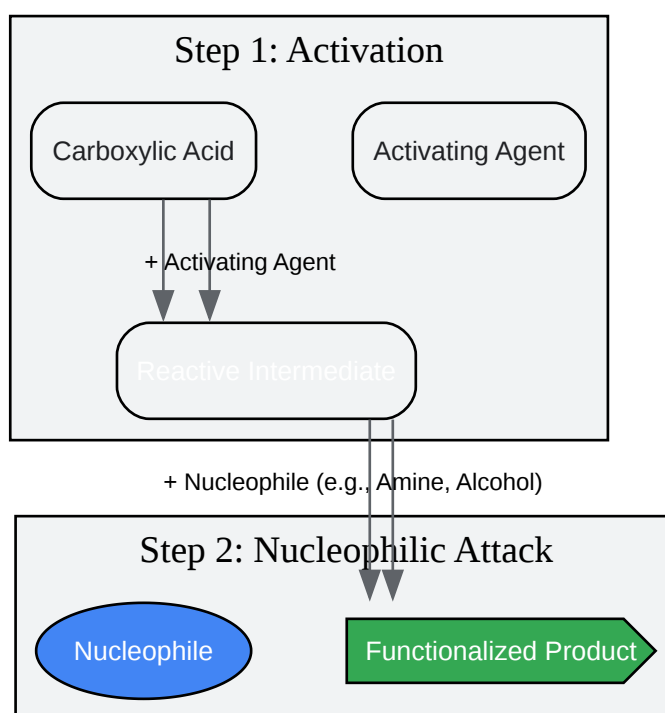 Step 1: Activation
Carboxylic Acid
Activating Agent
+ Activating Agent
Reactive Intermediate
+ Nucleophile (e.g., Amine, Alcohol)
Step 2: Nucleophilic Attack
Nucleophile
Functionalized Product